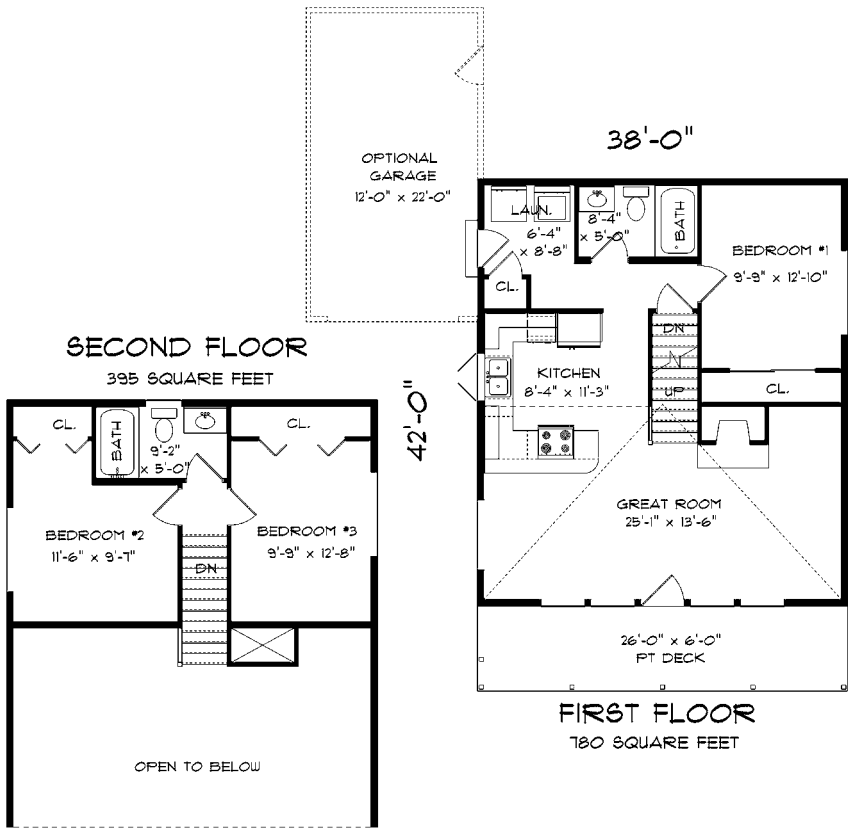 38'-0"
OPTIONAL
GARAGE
12'-0" x 22'-0"
LAUN.
6'-4"
x 8'-8"
8'-4"
x 5'-0"
BATH
BEDROOM #1
9'-9" x 12'-10"
CL.
DN
UP
KITCHEN
8'-4" x 11'-3"
CL.
42'-0"
GREAT ROOM
25'-1" x 13'-6"
26'-0" x 6'-0"
PT DECK
FIRST FLOOR
780 SQUARE FEET
SECOND FLOOR
395 SQUARE FEET
CL.
BATH
9'-2"
x 5'-0"
CL.
BEDROOM #2
11'-6" x 9'-7"
BEDROOM #3
9'-9" x 12'-8"
DN
OPEN TO BELOW